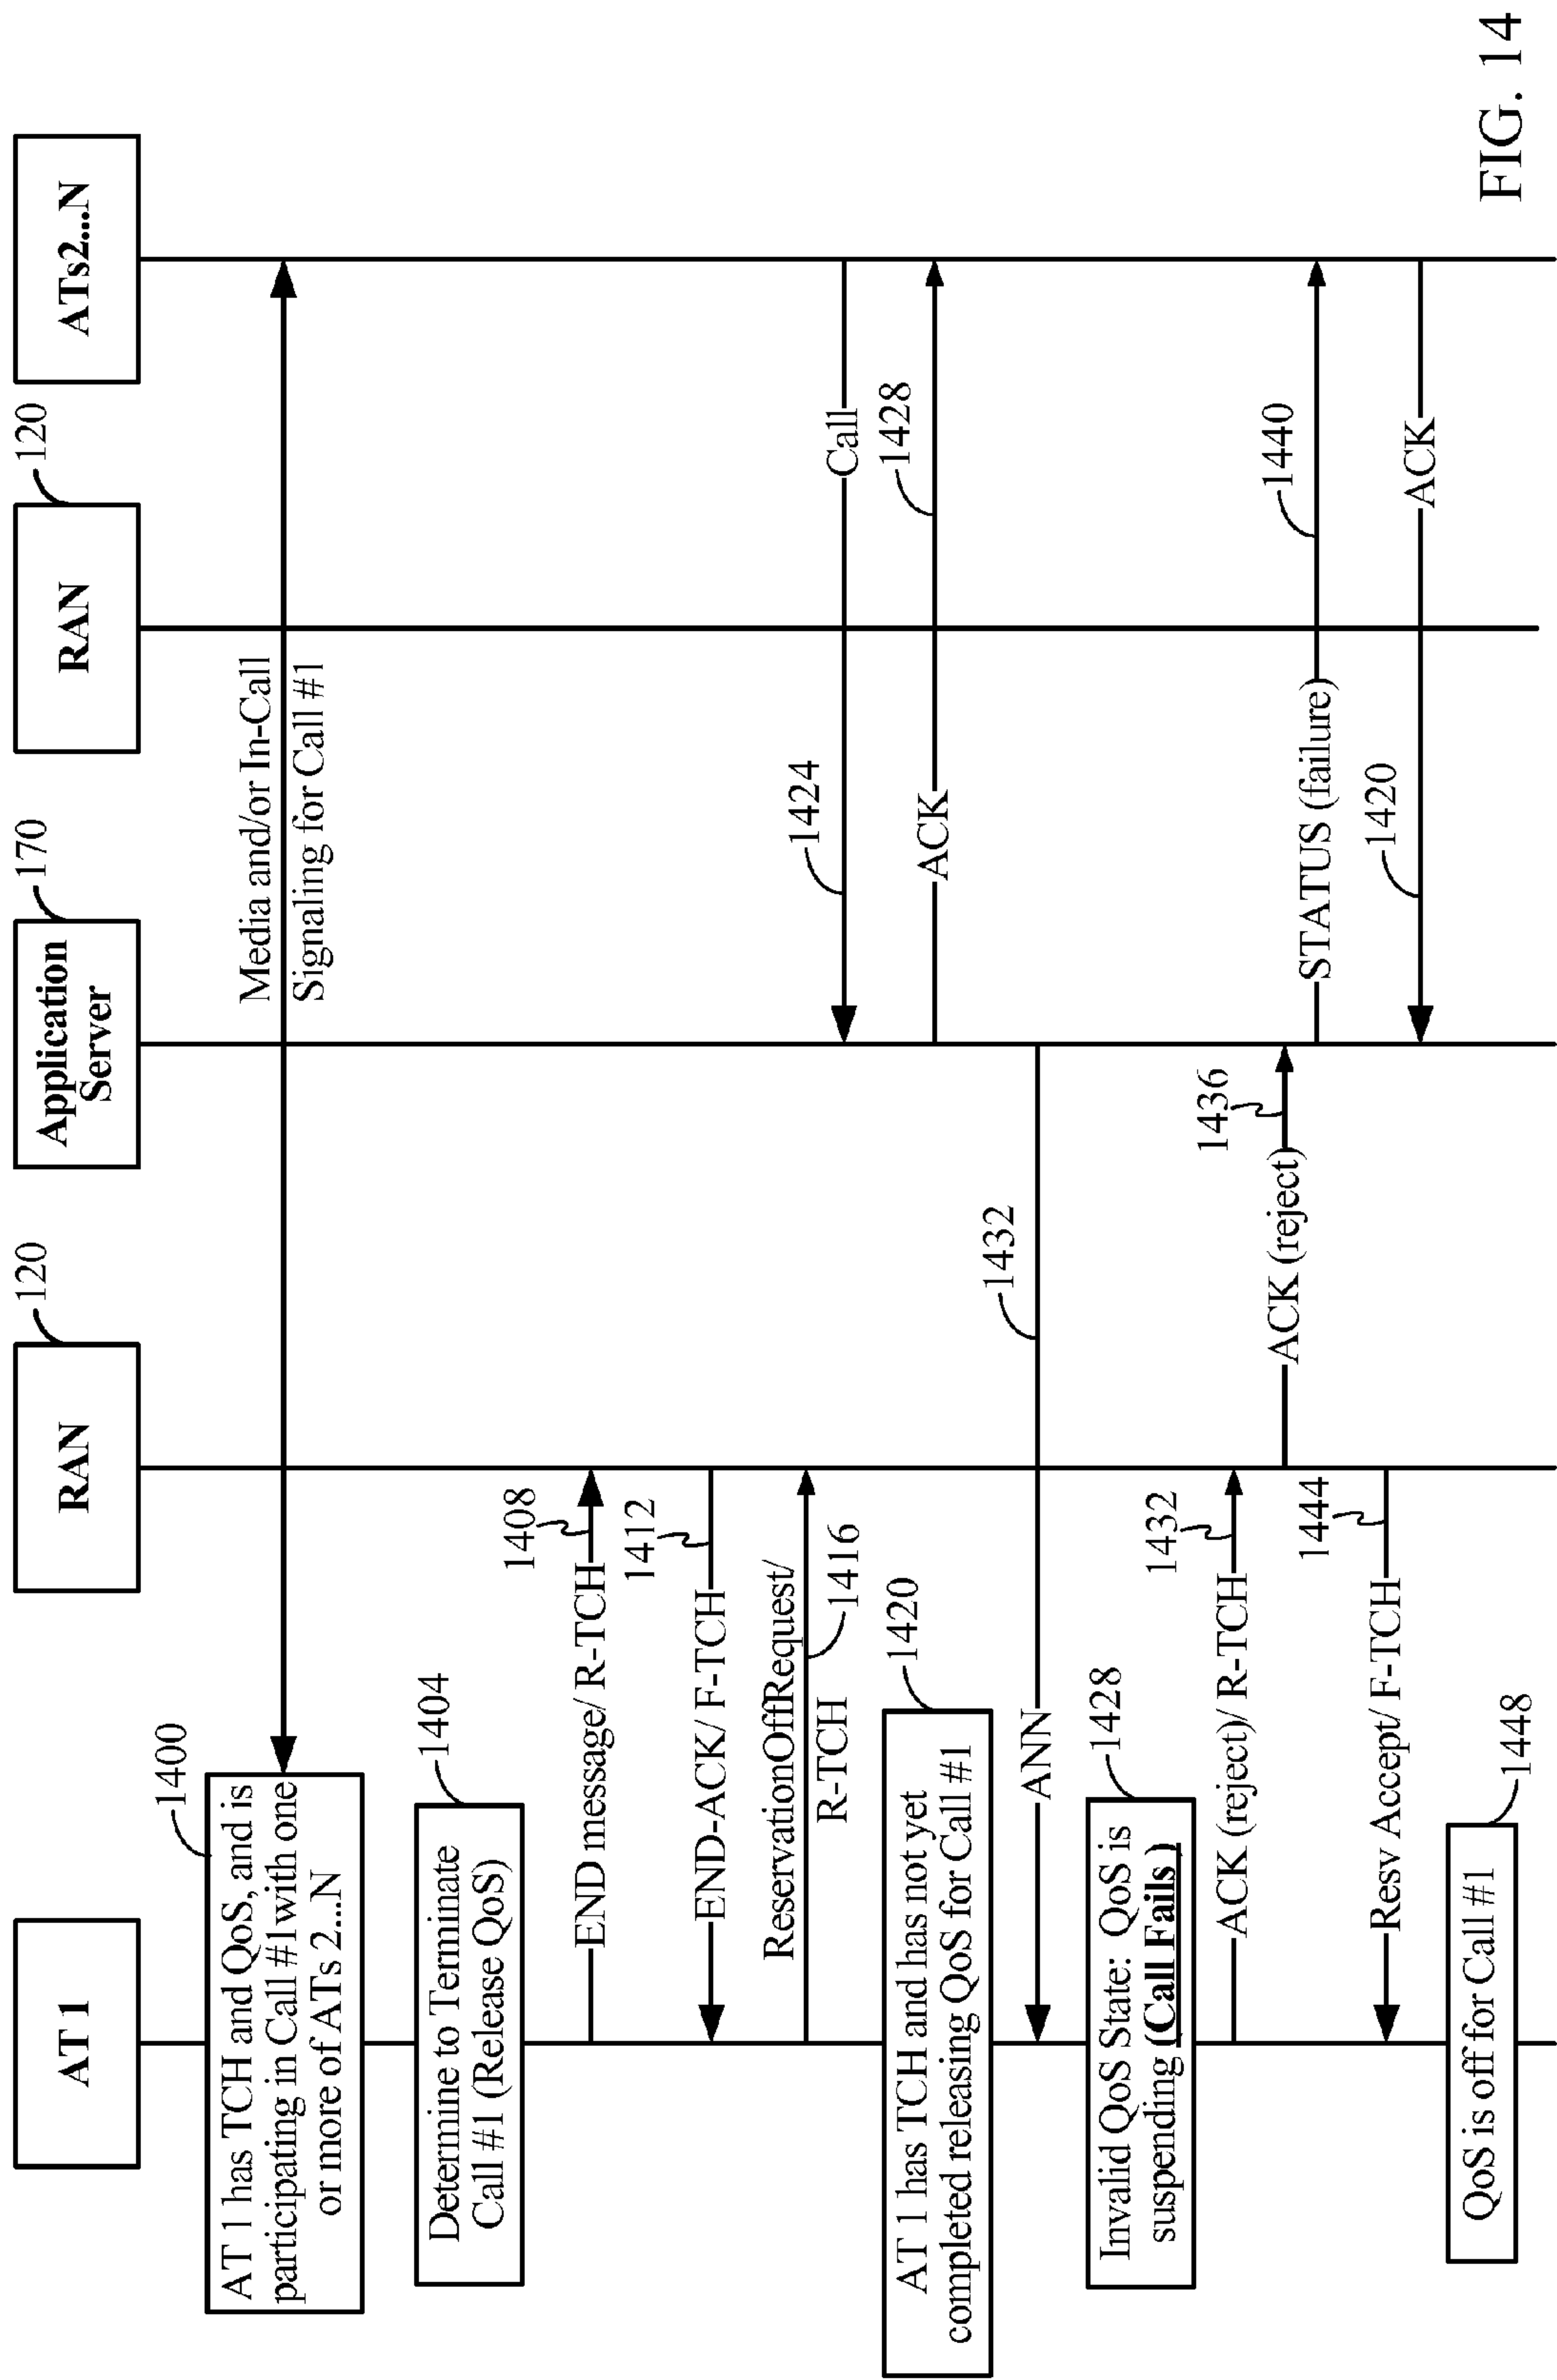 AT 1
RAN
120
Application
Server
170
RAN
120
ATs2...N
1400
AT 1 has TCH and QoS, and is
participating in Call #1 with one
or more of ATs 2...N
Media and/or In-Call
Signaling for Call #1
1404
Determine to Terminate
Call #1 (Release QoS)
END message/ R-TCH
1408
END-ACK/ F-TCH
1412
ReservationOffRequest/
R-TCH
1416
1424
Call
1420
AT 1 has TCH and has not yet
completed releasing QoS for Call #1
ACK
1428
ANN
1432
1428
Invalid QoS State: QoS is
suspending (Call Fails )
ACK (reject)/ R-TCH
1432
ACK (reject)
1436
STATUS (failure)
1440
Resv Accept/ F-TCH
1444
1420
ACK
QoS is off for Call #1
1448
FIG. 14